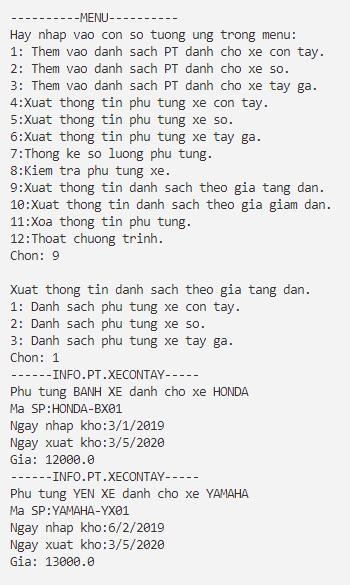 ----------MENU----------
Hay nhap vao con so tuong ung trong menu:
1: Them vao danh sach PT danh cho xe con tay.
2: Them vao danh sach PT danh cho xe so.
3: Them vao danh sach PT danh cho xe tay ga.
4:Xuat thong tin phu tung xe con tay.
5:Xuat thong tin phu tung xe so.
6:Xuat thong tin phu tung xe tay ga.
7:Thong ke so luong phu tung.
8:Kiem tra phu tung xe.
9:Xuat thong tin danh sach theo gia tang dan.
10:Xuat thong tin danh sach theo gia giam dan.
11:Xoa thong tin phu tung.
12:Thoat chuong trinh.
Chon: 9
Xuat thong tin danh sach theo gia tang dan.
1: Danh sach phu tung xe con tay.
2: Danh sach phu tung xe so.
3: Danh sach phu tung xe tay ga.
Chon: 1
------INFO.PT.XECONTAY-----
Phu tung BANH XE danh cho xe HONDA
Ma SP:HONDA-BX01
Ngay nhap kho:3/1/2019
Ngay xuat kho:3/5/2020
Gia: 12000.0
------INFO.PT.XECONTAY-----
Phu tung YEN XE danh cho xe YAMAHA
Ma SP:YAMAHA-YX01
Ngay nhap kho:6/2/2019
Ngay xuat kho:3/5/2020
Gia: 13000.0